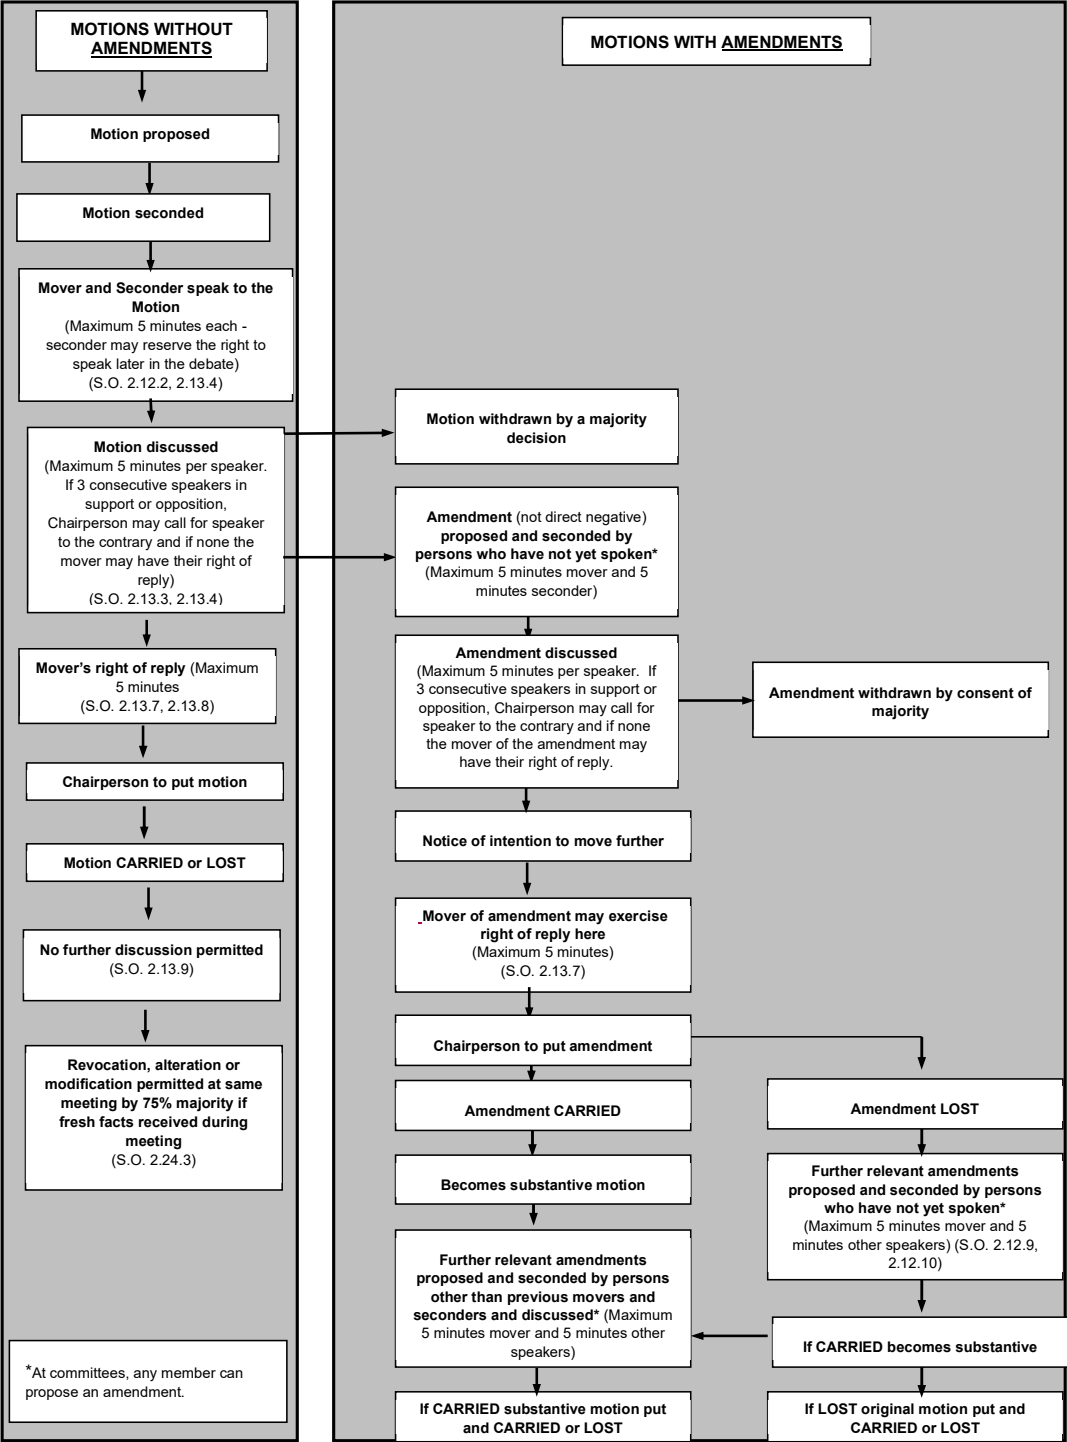 MOTIONS WITHOUT
AMENDMENTS
Motion proposed
Motion seconded
Mover and Seconder speak to the
Motion
(Maximum 5 minutes each -
seconder may reserve the right to
speak later in the debate)
(S.O. 2.12.2, 2.13.4)
Motion discussed
(Maximum 5 minutes per speaker.
If 3 consecutive speakers in
support or opposition,
Chairperson may call for speaker
to the contrary and if none the
mover may have their right of
reply)
(S.O. 2.13.3, 2.13.4)
Mover's right of reply (Maximum
5 minutes
(S.O. 2.13.7, 2.13.8)
Chairperson to put motion
Motion CARRIED or LOST
No further discussion permitted
(S.O. 2.13.9)
Revocation, alteration or
modification permitted at same
meeting by 75% majority if
fresh facts received during
meeting
(S.O. 2.24.3)
*At committees, any member can
propose an amendment.
MOTIONS WITH AMENDMENTS
Motion withdrawn by a majority
decision
Amendment (not direct negative)
proposed and seconded by
persons who have not yet spoken*
(Maximum 5 minutes mover and 5
minutes seconder)
Amendment discussed
(Maximum 5 minutes per speaker.  If
3 consecutive speakers in support or
opposition, Chairperson may call for
speaker to the contrary and if none
the mover of the amendment may
have their right of reply.
Amendment withdrawn by consent of
majority
Notice of intention to move further
Mover of amendment may exercise
right of reply here
(Maximum 5 minutes)
(S.O. 2.13.7)
Chairperson to put amendment
Amendment CARRIED
Becomes substantive motion
Further relevant amendments
proposed and seconded by persons
other than previous movers and
seconders and discussed* (Maximum
5 minutes mover and 5 minutes other
speakers)
If CARRIED substantive motion put
and CARRIED or LOST
Amendment LOST
Further relevant amendments
proposed and seconded by persons
who have not yet spoken*
(Maximum 5 minutes mover and 5
minutes other speakers) (S.O. 2.12.9,
2.12.10)
If CARRIED becomes substantive
If LOST original motion put and
CARRIED or LOST